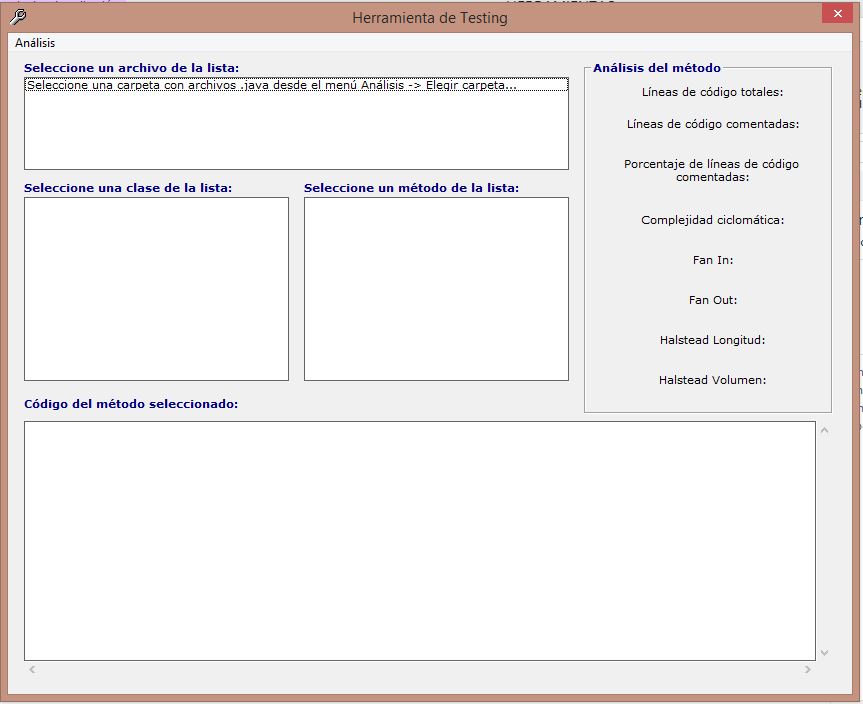 Herramienta de Testing
Análisis
Seleccione un archivo de la lista:
Seleccione una carpeta con archivos .java desde el menú Análisis -> Elegir carpeta...
Seleccione una clase de la lista:
Seleccione un método de la lista:
Análisis del método
Líneas de código totales:
Líneas de código comentadas:
Porcentaje de líneas de código
comentadas:
Complejidad ciclomática:
Fan In:
Fan Out:
Halstead Longitud:
Halstead Volumen:
Código del método seleccionado: